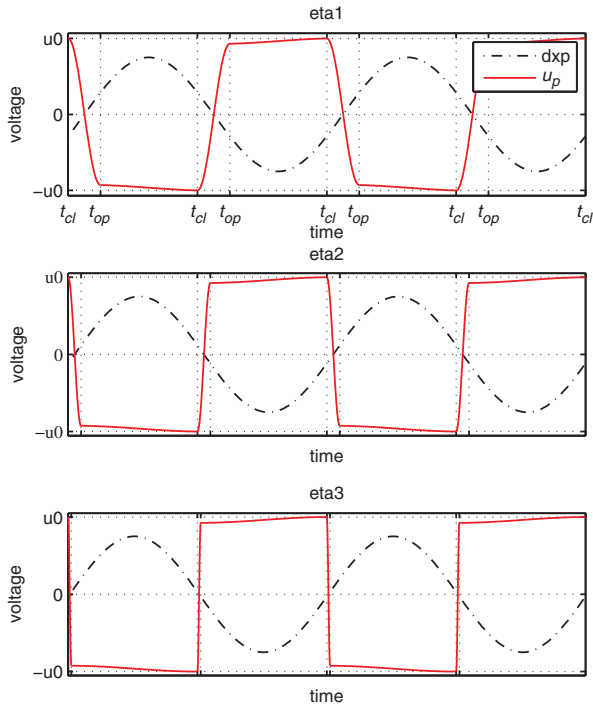 eta1
u0
dxp
u_p
voltage
0
−u0
t_cl t_op t_cl t_op t_cl t_op t_cl t_op t_cl
time
eta2
u0
voltage
0
−u0
time
eta3
u0
voltage
0
−u0
time